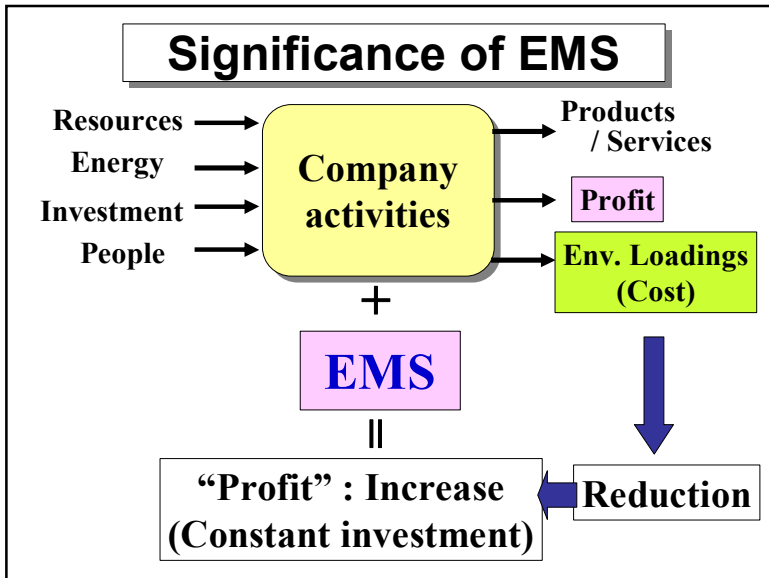 Significance of EMS
Resources
Energy
Investment
People
Company
activities
Products
/ Services
Profit
Env. Loadings
(Cost)
+
EMS
=
“Profit” : Increase
(Constant investment)
Reduction